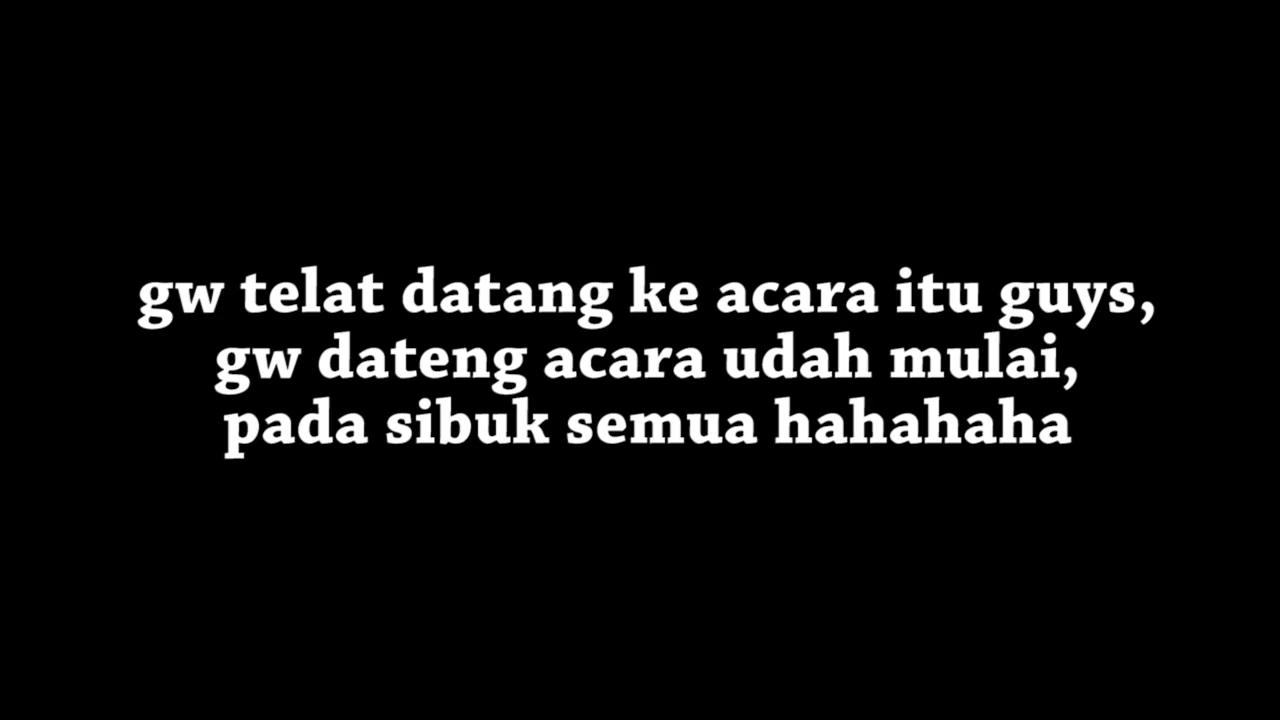 gw telat datang ke acara itu guys,
gw dateng acara udah mulai,
pada sibuk semua hahahaha